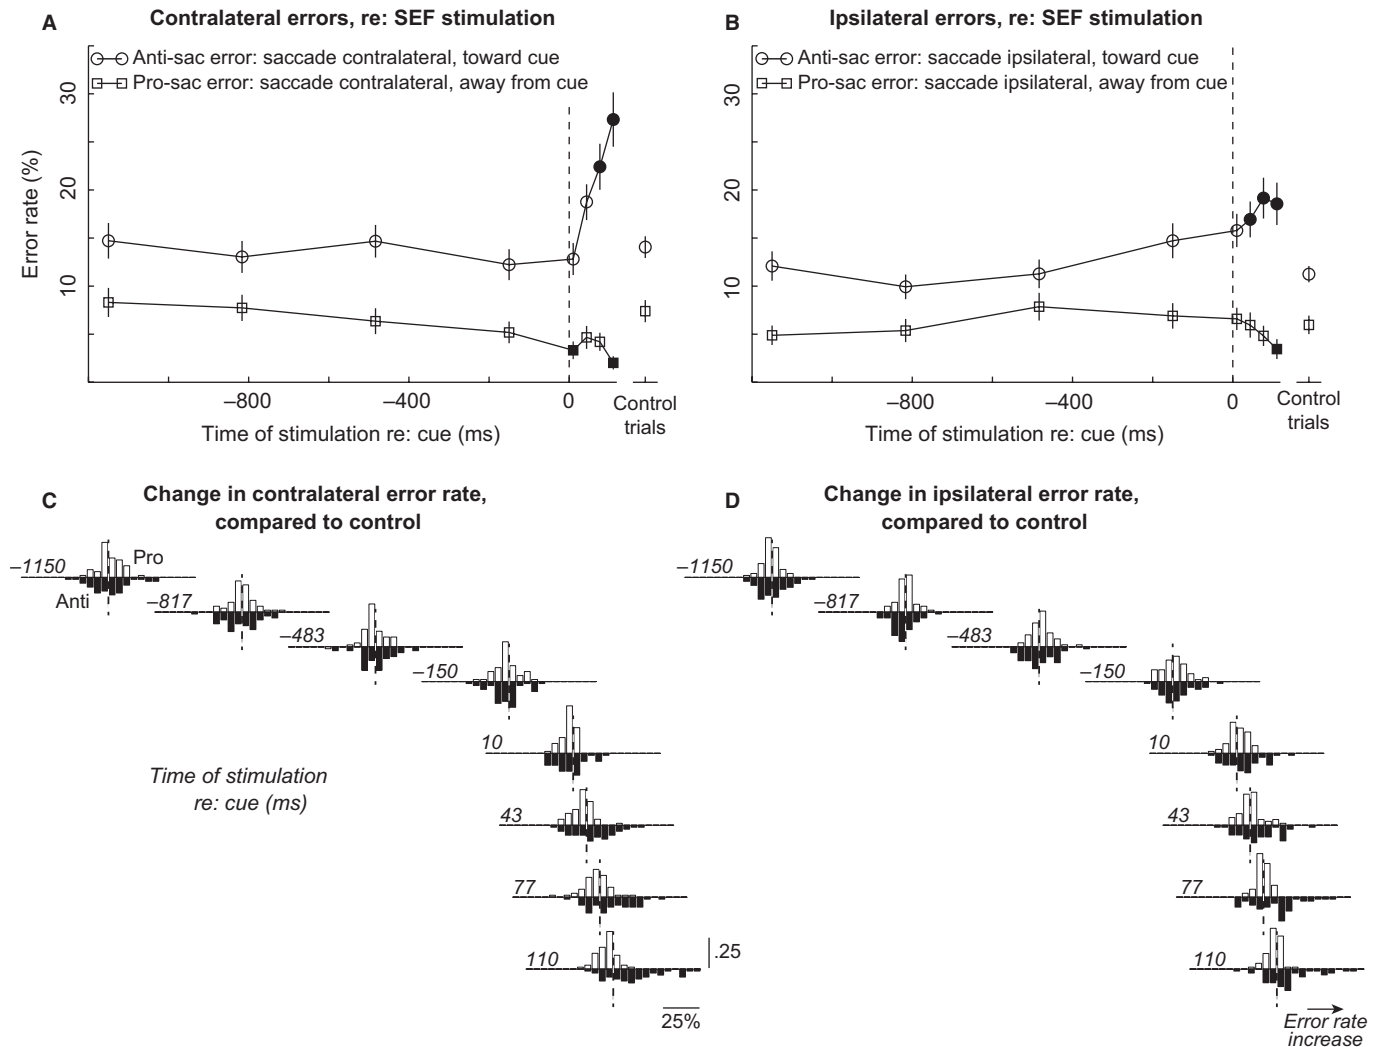 A
Contralateral errors, re: SEF stimulation
Anti-sac error: saccade contralateral, toward cue
Pro-sac error: saccade contralateral, away from cue
Error rate (%)
30
20
10
–800
–400
0
Control
trials
Time of stimulation re: cue (ms)
B
Ipsilateral errors, re: SEF stimulation
Anti-sac error: saccade ipsilateral, toward cue
Pro-sac error: saccade ipsilateral, away from cue
30
20
10
–800
–400
0
Control
trials
Time of stimulation re: cue (ms)
C
Change in contralateral error rate,
compared to control
–1150
Pro
Anti
–817
–483
–150
10
43
77
110
Time of stimulation
re: cue (ms)
.25
25%
D
Change in ipsilateral error rate,
compared to control
–1150
–817
–483
–150
10
43
77
110
Error rate
increase